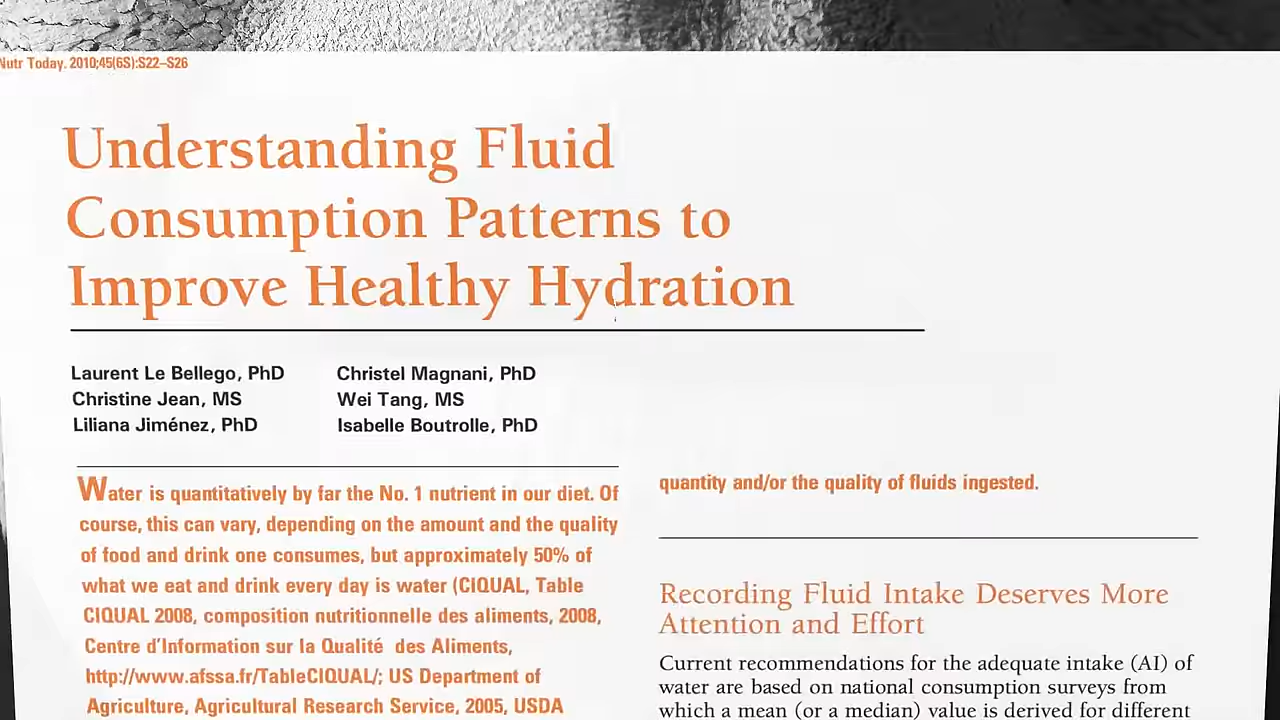 Nutr Today. 2010;45(6S):S22–S26
Understanding Fluid
Consumption Patterns to
Improve Healthy Hydration
Laurent Le Bellego, PhD
Christine Jean, MS
Liliana Jiménez, PhD
Christel Magnani, PhD
Wei Tang, MS
Isabelle Boutrolle, PhD
Water is quantitatively by far the No. 1 nutrient in our diet. Of
course, this can vary, depending on the amount and the quality
of food and drink one consumes, but approximately 50% of
what we eat and drink every day is water (CIQUAL, Table
CIQUAL 2008, composition nutritionnelle des aliments, 2008,
Centre d'Information sur la Qualité des Aliments,
http://www.afssa.fr/TableCIQUAL/; US Department of
Agriculture, Agricultural Research Service, 2005, USDA
quantity and/or the quality of fluids ingested.
Recording Fluid Intake Deserves More
Attention and Effort
Current recommendations for the adequate intake (AI) of
water are based on national consumption surveys from
which a mean (or a median) value is derived for different